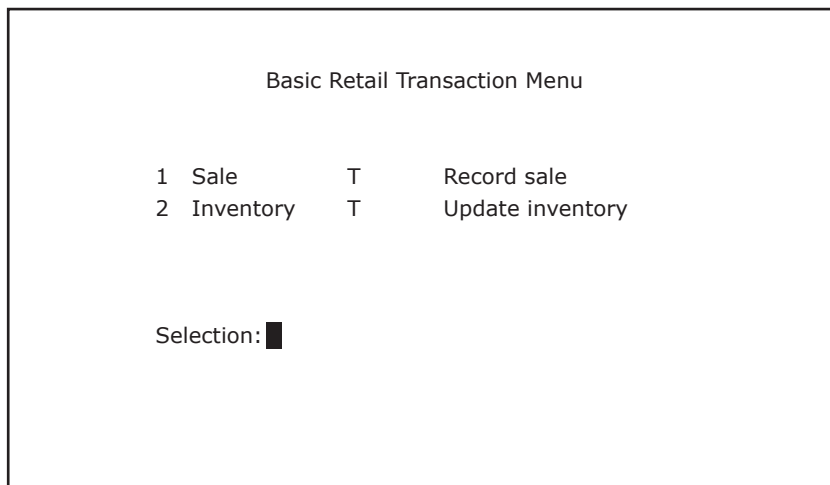 Basic Retail Transaction Menu
1 Sale T Record sale
2 Inventory T Update inventory
Selection: